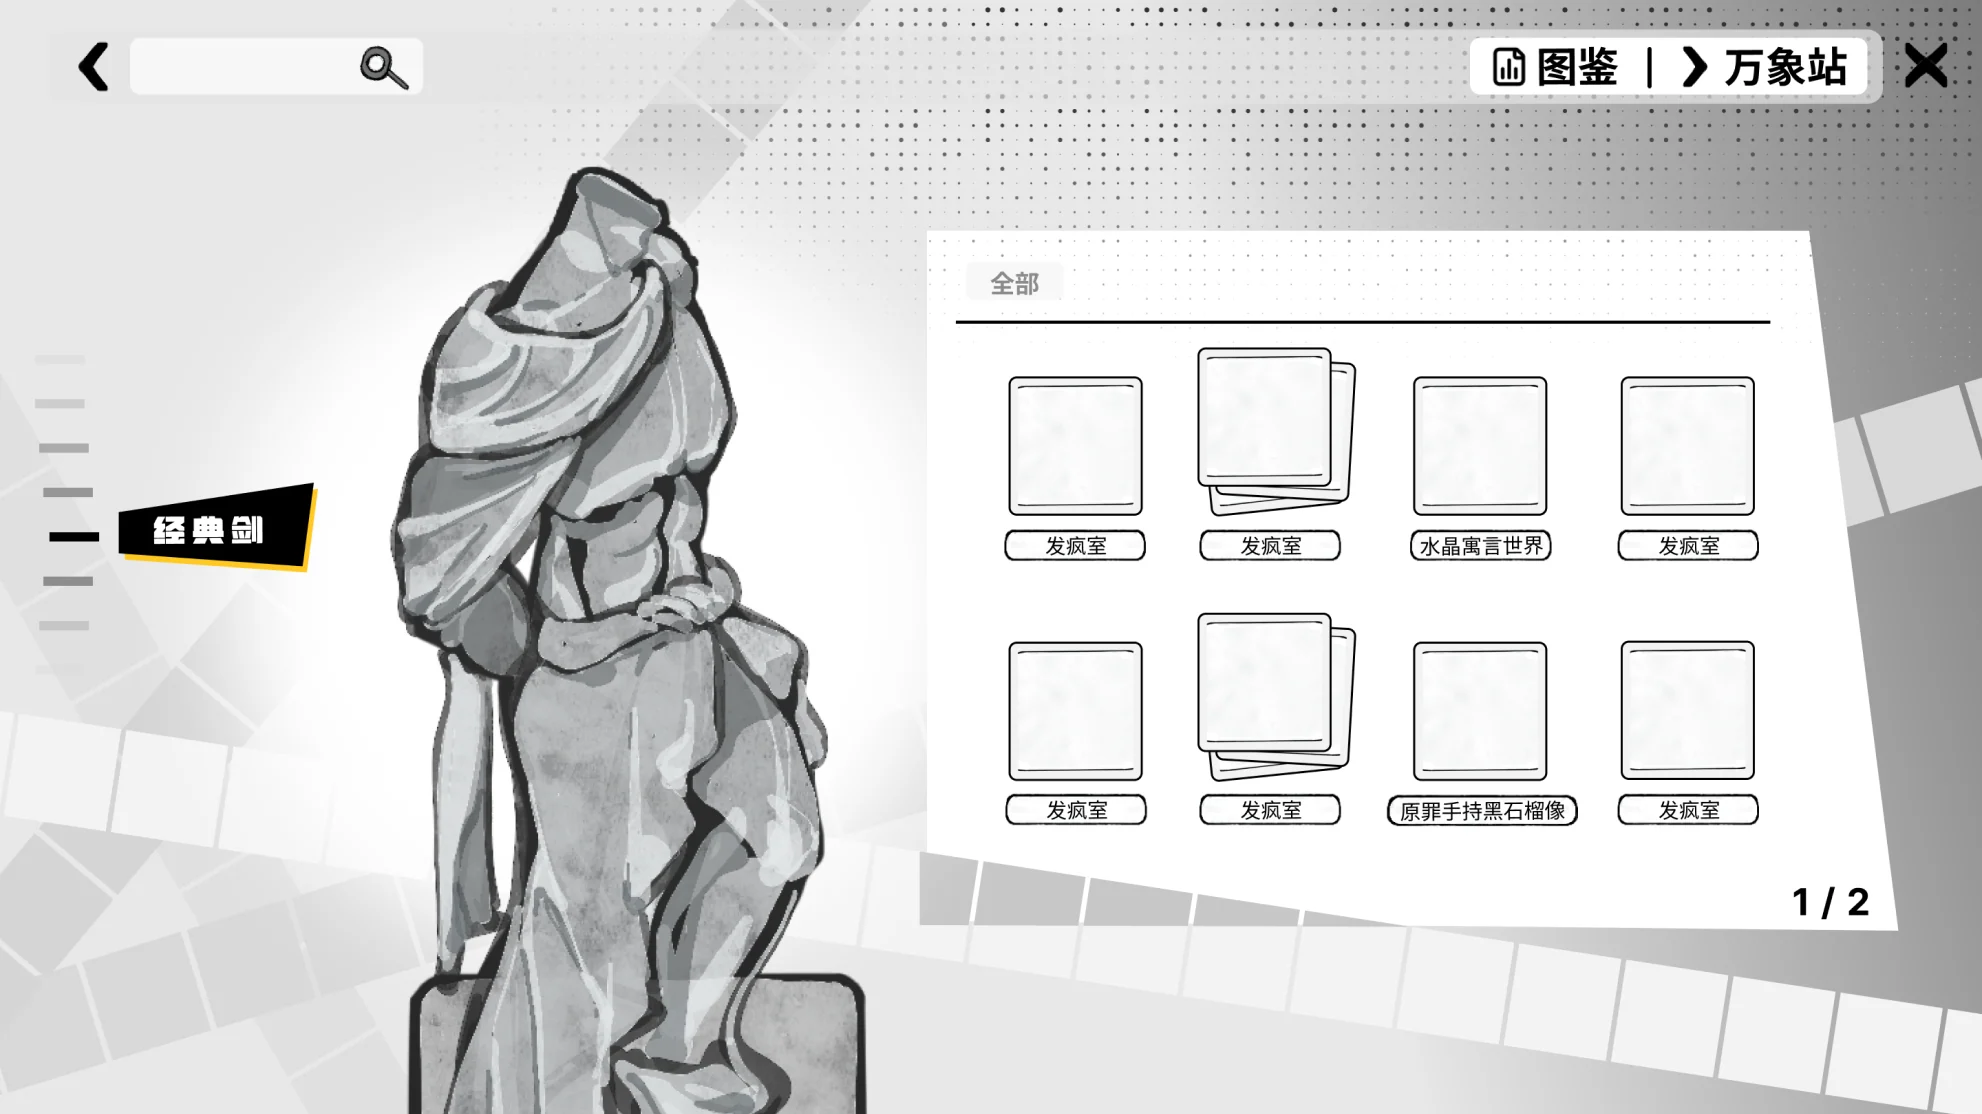 图鉴 | 万象站
全部
经典剑
发疯室
发疯室
水晶寓言世界
发疯室
发疯室
发疯室
原罪手持黑石榴像
发疯室
1 / 2